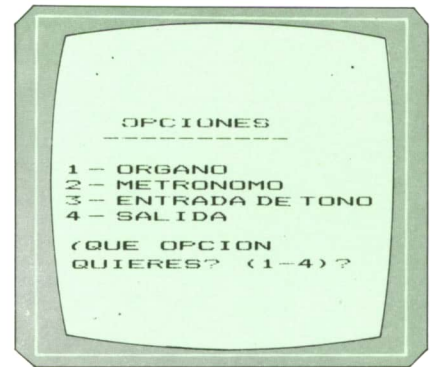 OPCIONES
-----------
1 - ORGANO
2 - METRONOMO
3 - ENTRADA DE TONO
4 - SALIDA
(QUE OPCION
QUIERES? (1-4)?